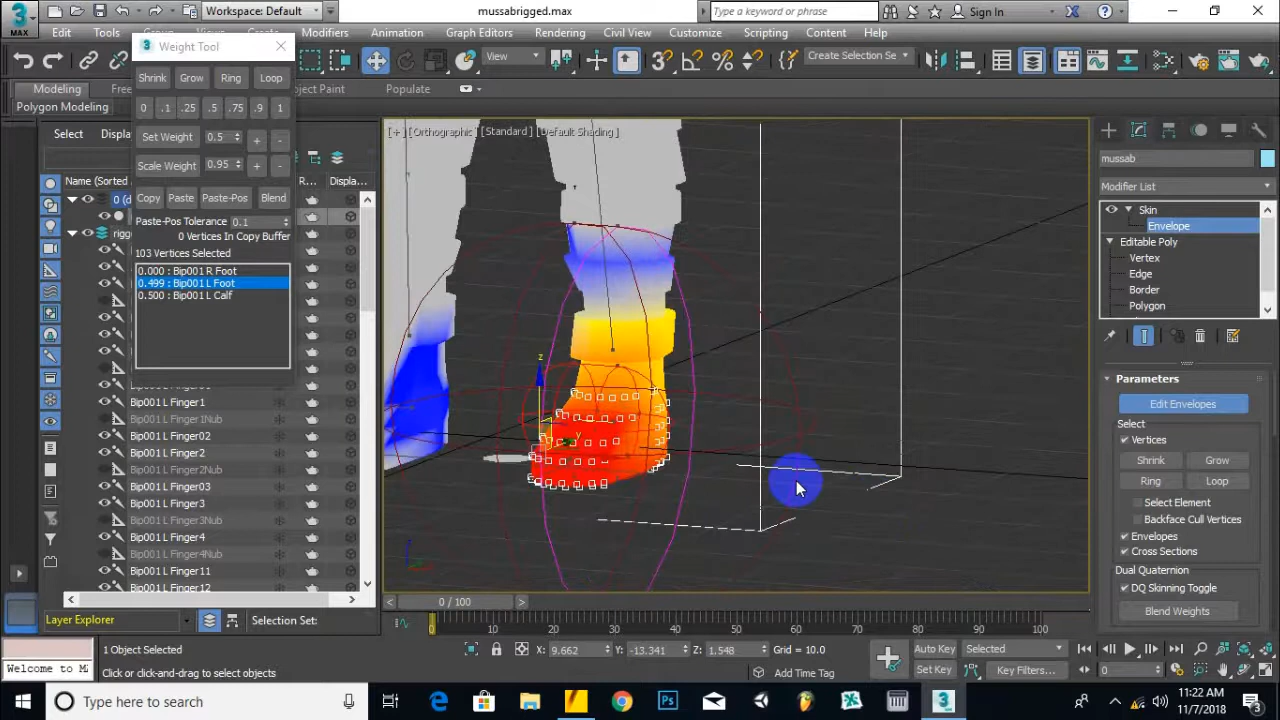 3
MAX
Workspace: Default
mussabrigged.max
Type a keyword or phrase
Sign In
Edit
Tools
Modifiers
Animation
Graph Editors
Rendering
Civil View
Customize
Scripting
Content
Help
Weight Tool
View
Create Selection Se
Shrink
Grow
Ring
Loop
Modeling
Object Paint
Populate
0
.1
.25
.5
.75
.9
1
Polygon Modeling
Select
Set Weight
0.5
+
-
[+] [Orthographic] [Standard] [Default Shading]
Scale Weight
0.95
+
-
mussab
Name (Sorted
R...
Displa...
Modifier List
Copy
Paste
Paste-Pos
Blend
Skin
Paste-Pos Tolerance
0.1
Envelope
0 Vertices In Copy Buffer
Editable Poly
103 Vertices Selected
Vertex
0.000 : Bip001 R Foot
Edge
0.499 : Bip001 L Foot
Border
0.500 : Bip001 L Calf
Polygon
z
y
Parameters
Bip001 L Finger1
Edit Envelopes
Bip001 L Finger1Nub
Select
Bip001 L Finger02
Vertices
Bip001 L Finger2
Shrink
Grow
Bip001 L Finger2Nub
Ring
Loop
Bip001 L Finger03
Select Element
Bip001 L Finger3Nub
Backface Cull Vertices
Bip001 L Finger4
Envelopes
Bip001 L Finger4Nub
Cross Sections
Bip001 L Finger11
Dual Quaternion
Bip001 L Finger12
DQ Skinning Toggle
0 / 100
Blend Weights
Layer Explorer
Selection Set:
0
10
20
30
40
50
60
70
80
90
100
1 Object Selected
X: 9.662
Y: -13.341
Z: 1.548
Grid = 10.0
Auto Key
Selected
Welcome to M
Click or click-and-drag to select objects
Add Time Tag
Set Key
Key Filters...
0
Type here to search
:22 AM
11/7/2018